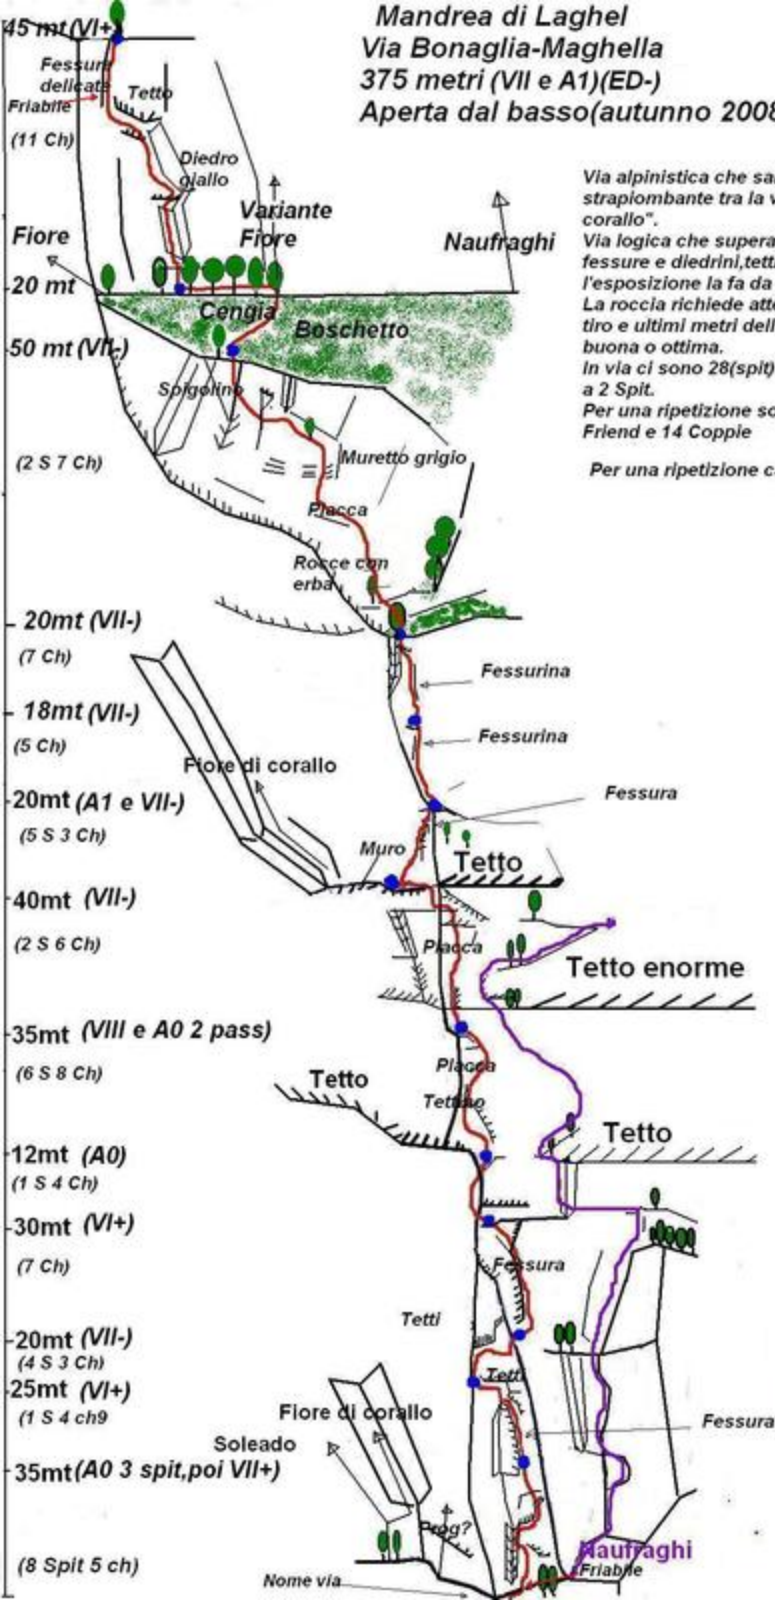 Mandrea di Laghel
Via Bonaglia-Maghella
375 metri (VII e A1)(ED-)
Aperta dal basso(autunno 2008
Via alpinistica che sa
strapiombante tra la v
corallo".
Via logica che supera
fessure e diedrini,tett
l'esposizione la fa da
La roccia richiede atte
tiro e ultimi metri dell
buona o ottima.
In via ci sono 28(spit)
a 2 Spit.
Per una ripetizione so
Friend e 14 Coppie
Per una ripetizione c
45 mt (VI+)
Fessure
delicate
Tetto
Friabile
(11 Ch)
Diedro
giallo
Variante
Fiore
Fiore
Naufraghi
20 mt
Cengia
Boschetto
50 mt (VII-)
Spigolino
(2 S 7 Ch)
Muretto grigio
Placca
Rocce con
erba
20mt (VII-)
(7 Ch)
Fessurina
18mt (VII-)
(5 Ch)
Fessurina
Fiore di corallo
20mt (A1 e VII-)
Fessura
(5 S 3 Ch)
Muro
Tetto
40mt (VII-)
(2 S 6 Ch)
Placca
Tetto enorme
35mt (VIII e A0 2 pass)
(6 S 8 Ch)
Placca
Tetto
Tettino
Tetto
12mt (A0)
(1 S 4 Ch)
30mt (VI+)
(7 Ch)
Fessura
Tetti
20mt (VII-)
(4 S 3 Ch)
25mt (VI+)
Tetti
(1 S 4 ch9
Fiore di corallo
Fessura
Soleado
35mt(A0 3 spit,poi VII+)
Prog?
Naufraghi
(8 Spit 5 ch)
Friabile
Nome via